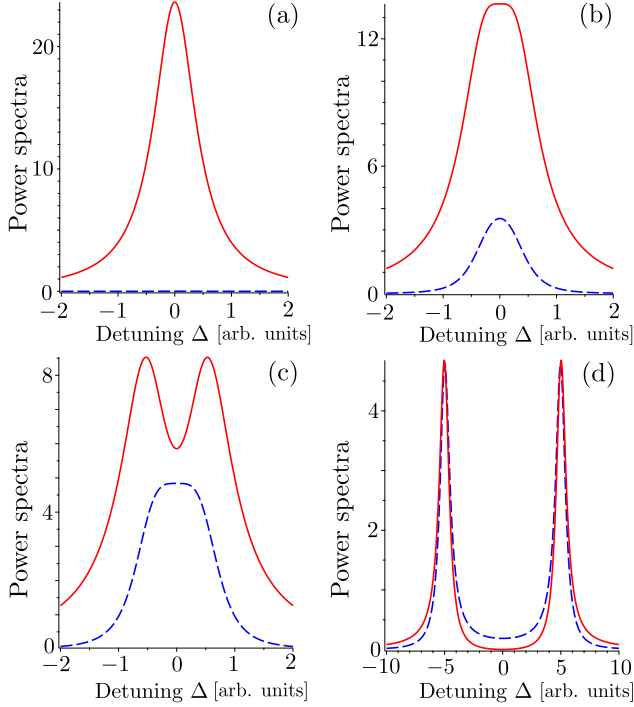 (a)
20
10
0
Power spectra
−2 −1 0 1 2
Detuning Δ [arb. units]
(b)
12
6
0
Power spectra
−2 −1 0 1 2
Detuning Δ [arb. units]
(c)
8
4
0
Power spectra
−2 −1 0 1 2
Detuning Δ [arb. units]
(d)
4
2
0
Power spectra
−10 −5 0 5 10
Detuning Δ [arb. units]